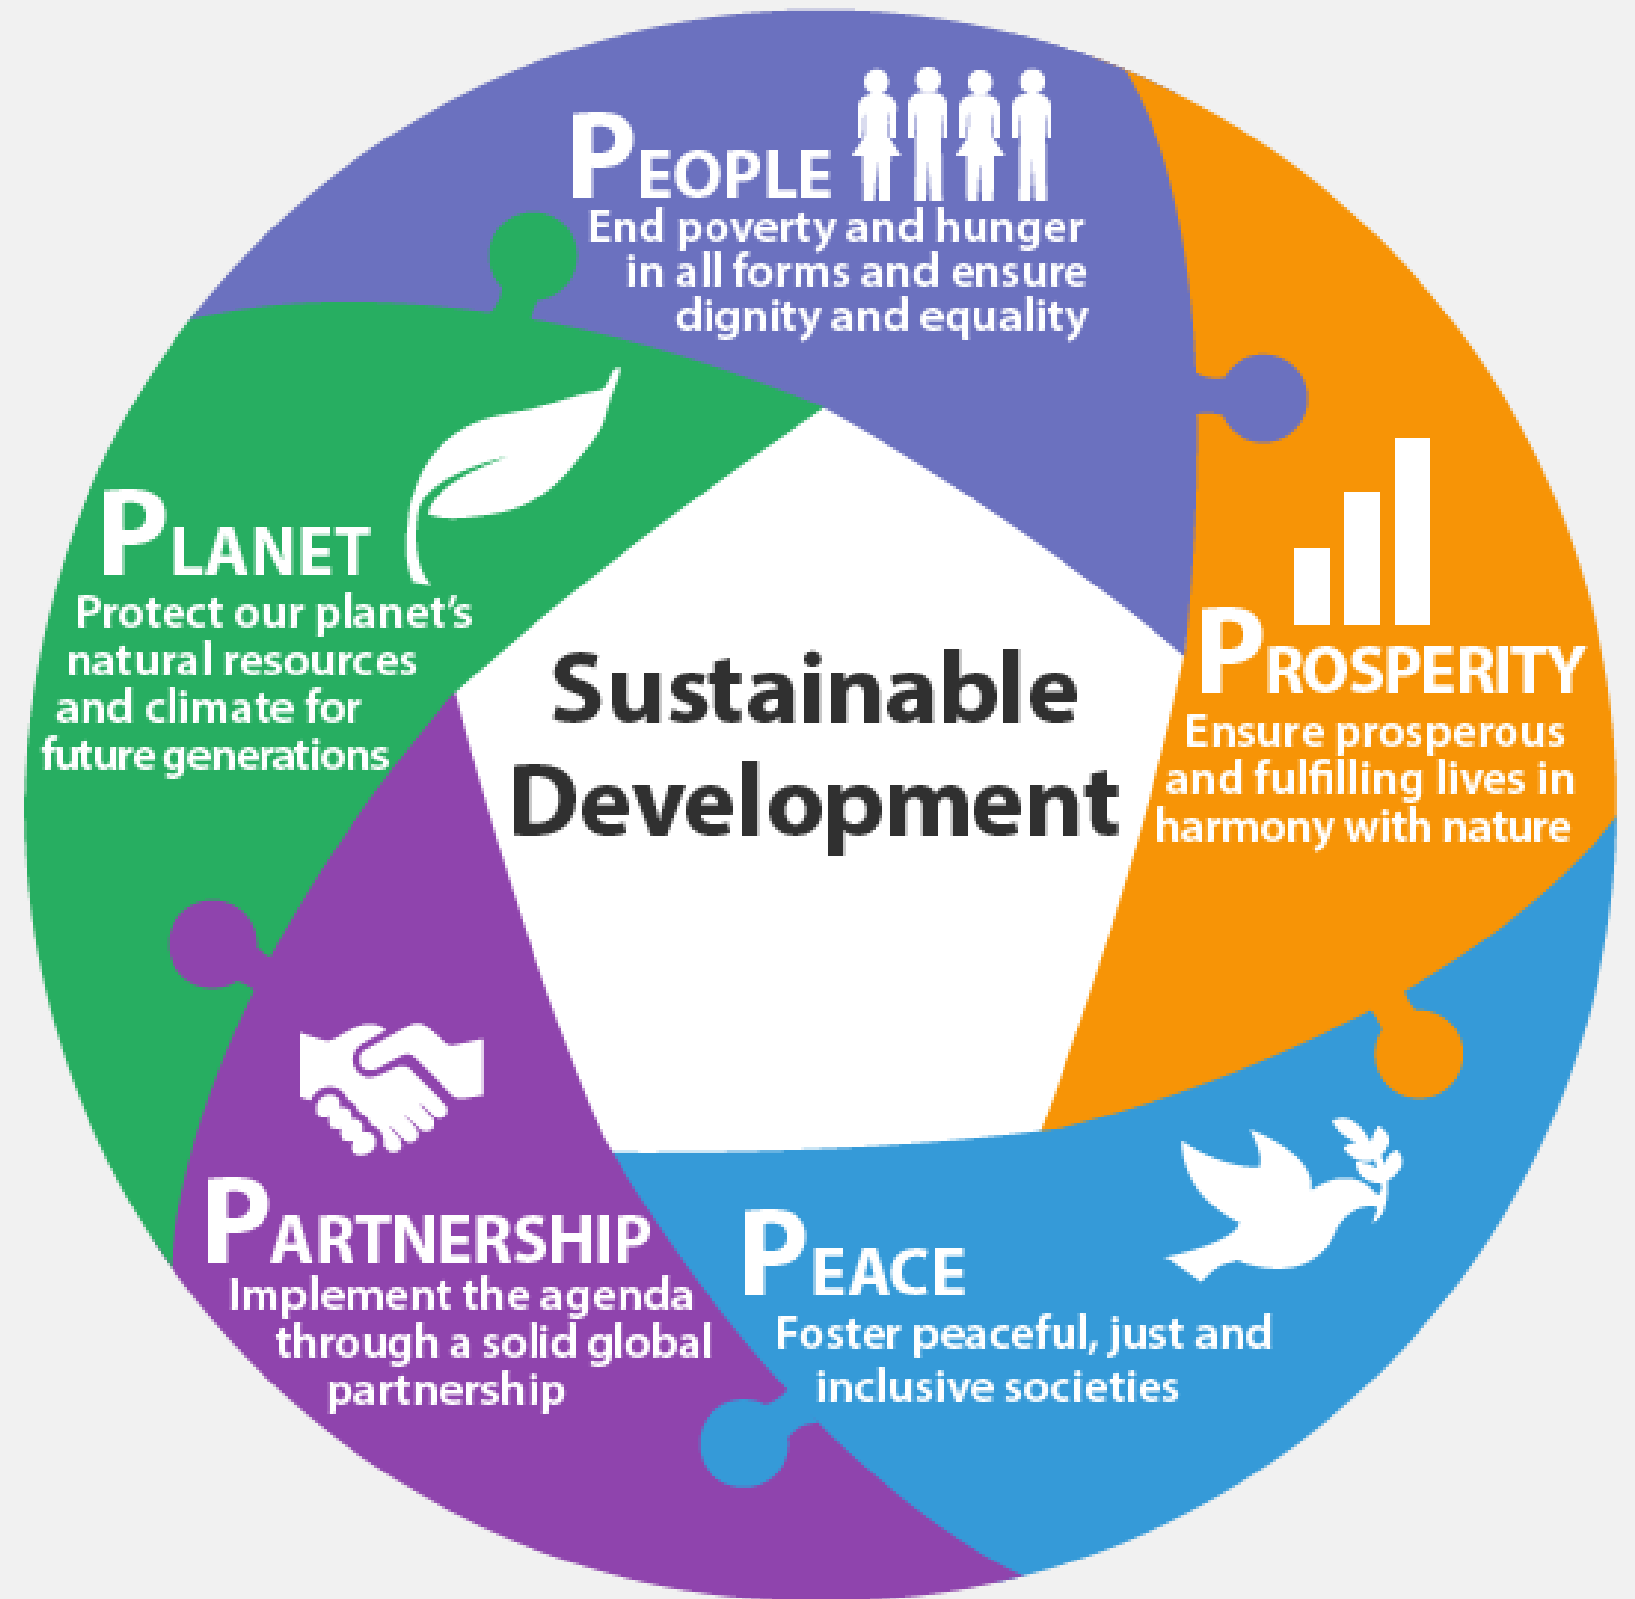 PEOPLE
End poverty and hunger
in all forms and ensure
dignity and equality
PROSPERITY
Ensure prosperous
and fulfilling lives in
harmony with nature
PEACE
Foster peaceful, just and
inclusive societies
PARTNERSHIP
Implement the agenda
through a solid global
partnership
PLANET
Protect our planet's
natural resources
and climate for
future generations
Sustainable
Development